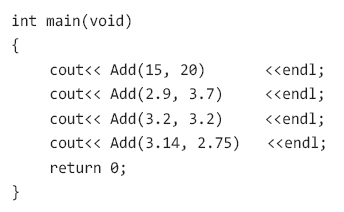 int main(void)
{
    cout<< Add(15, 20)       <<endl;
    cout<< Add(2.9, 3.7)     <<endl;
    cout<< Add(3.2, 3.2)     <<endl;
    cout<< Add(3.14, 2.75)   <<endl;
    return 0;
}